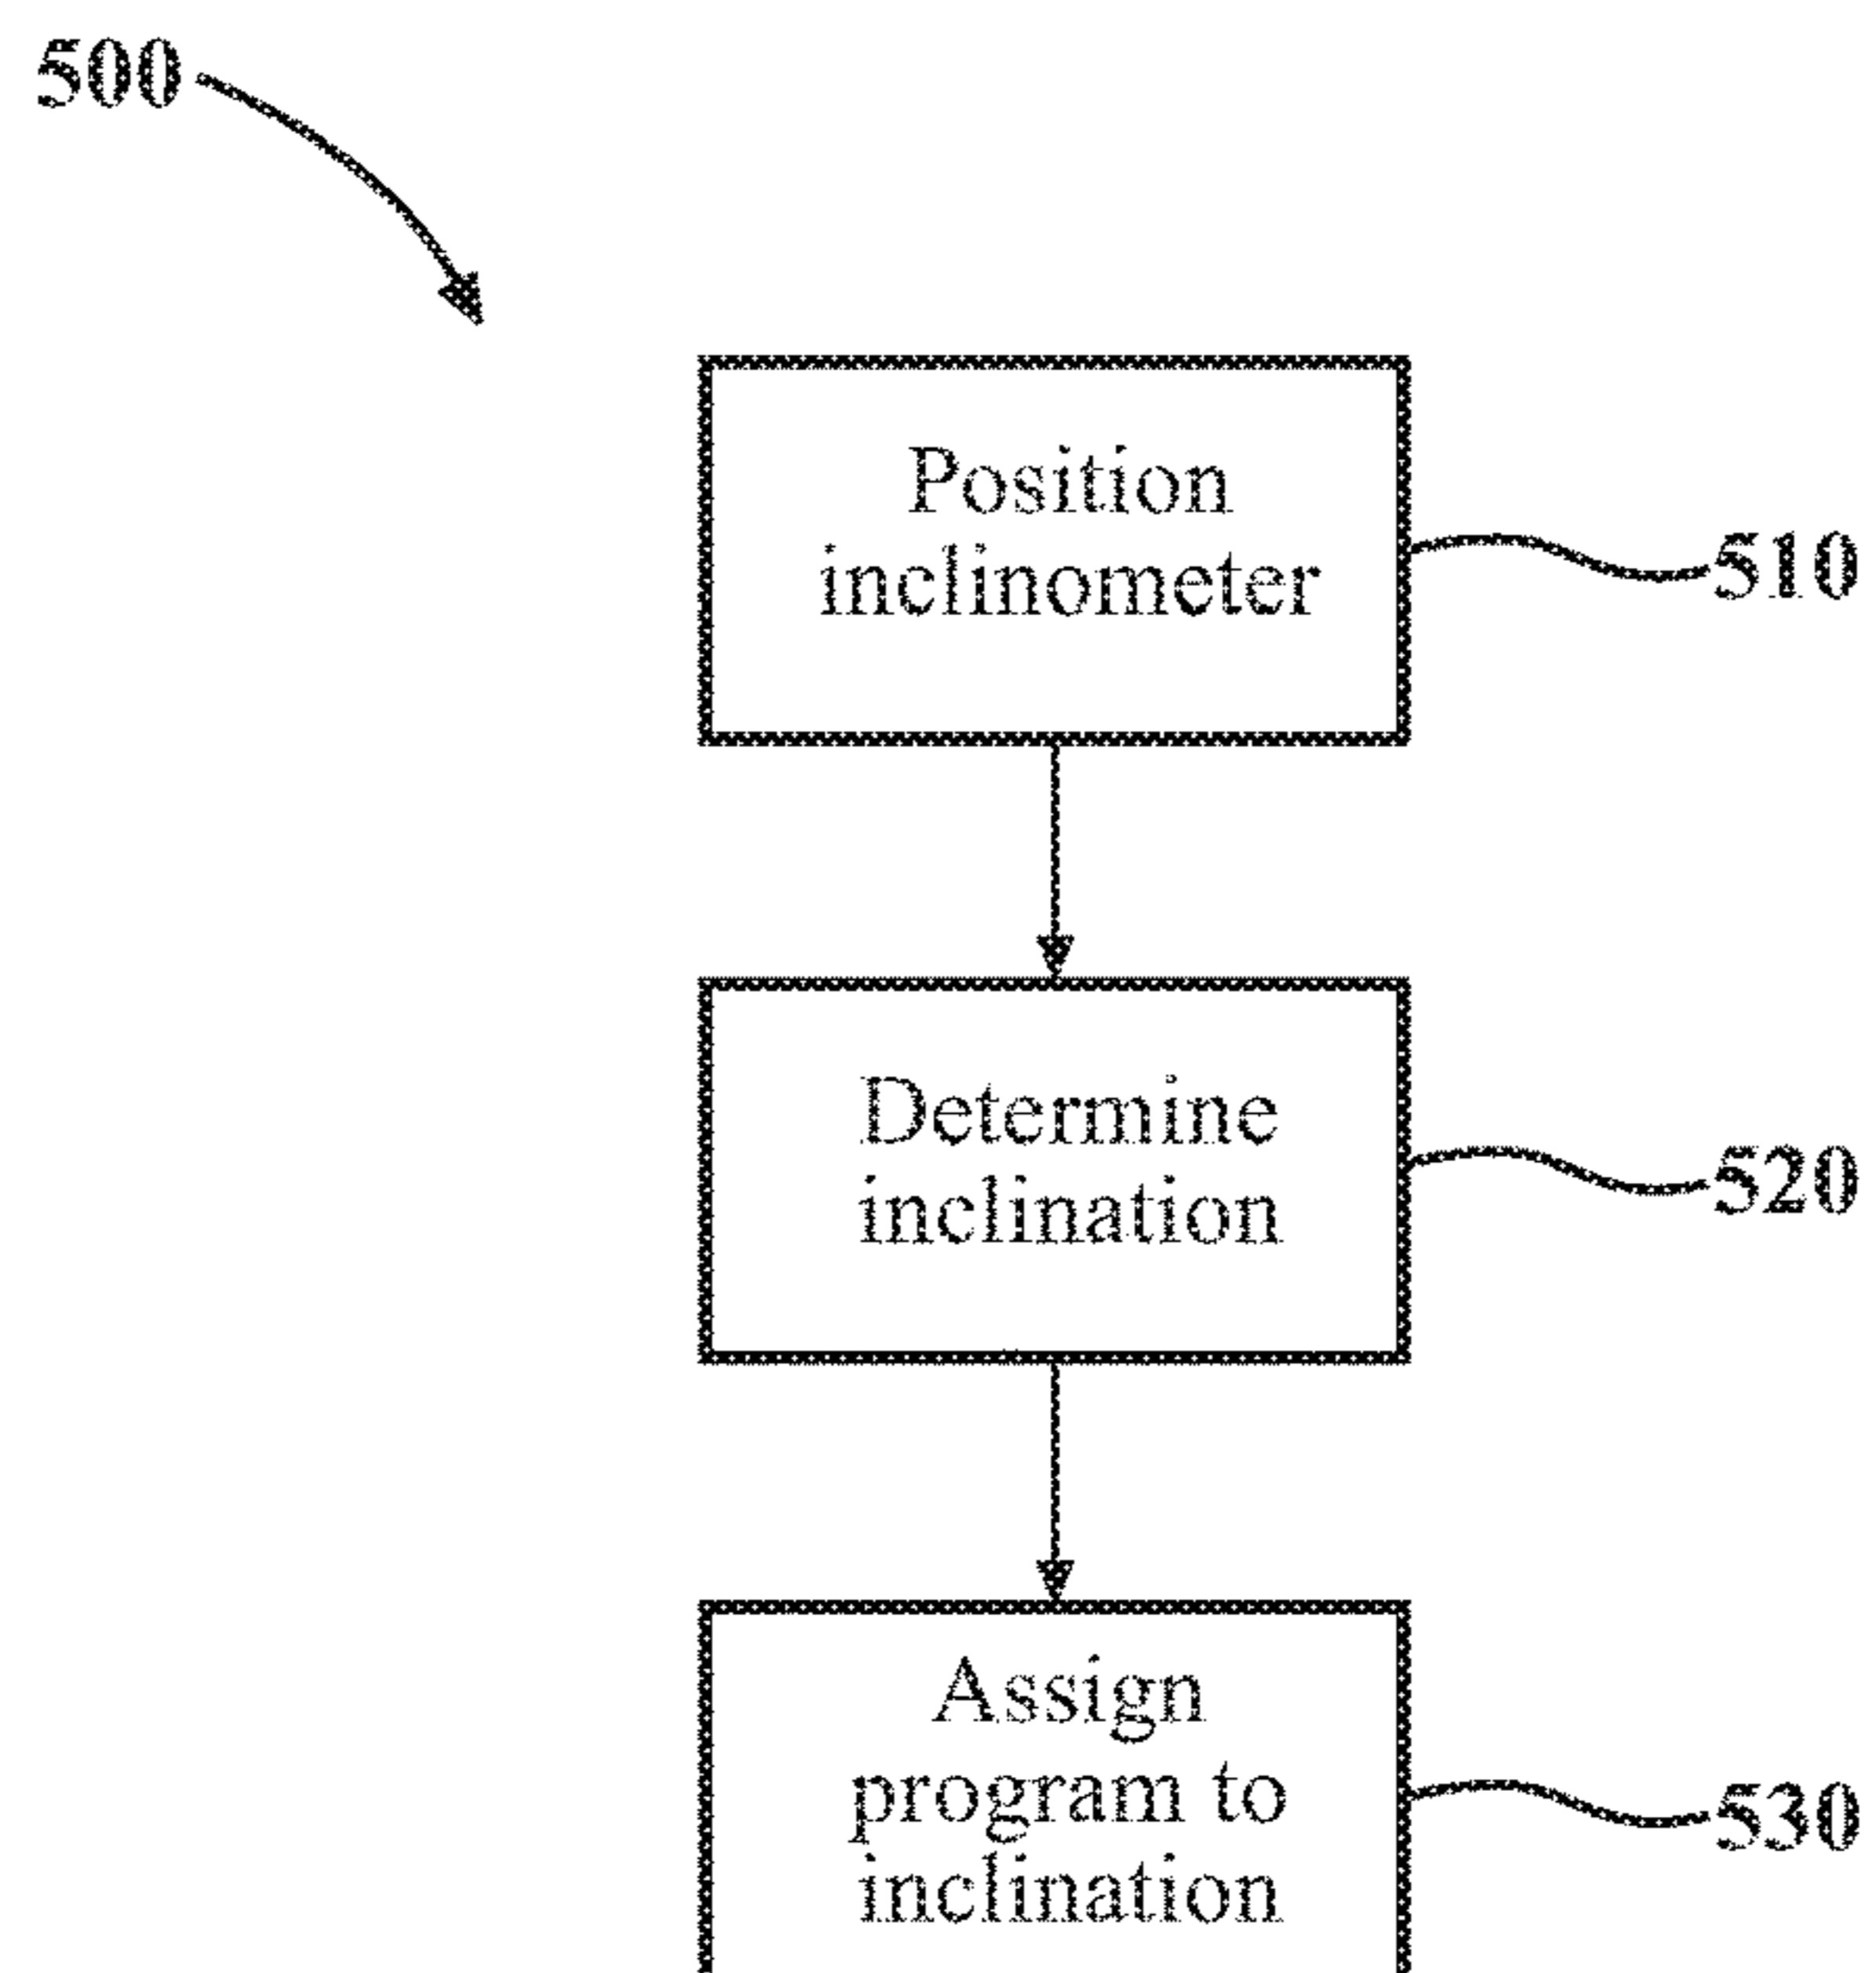 500
Position
inclinometer
510
Determine
inclination
520
Assign
program to
inclination
530